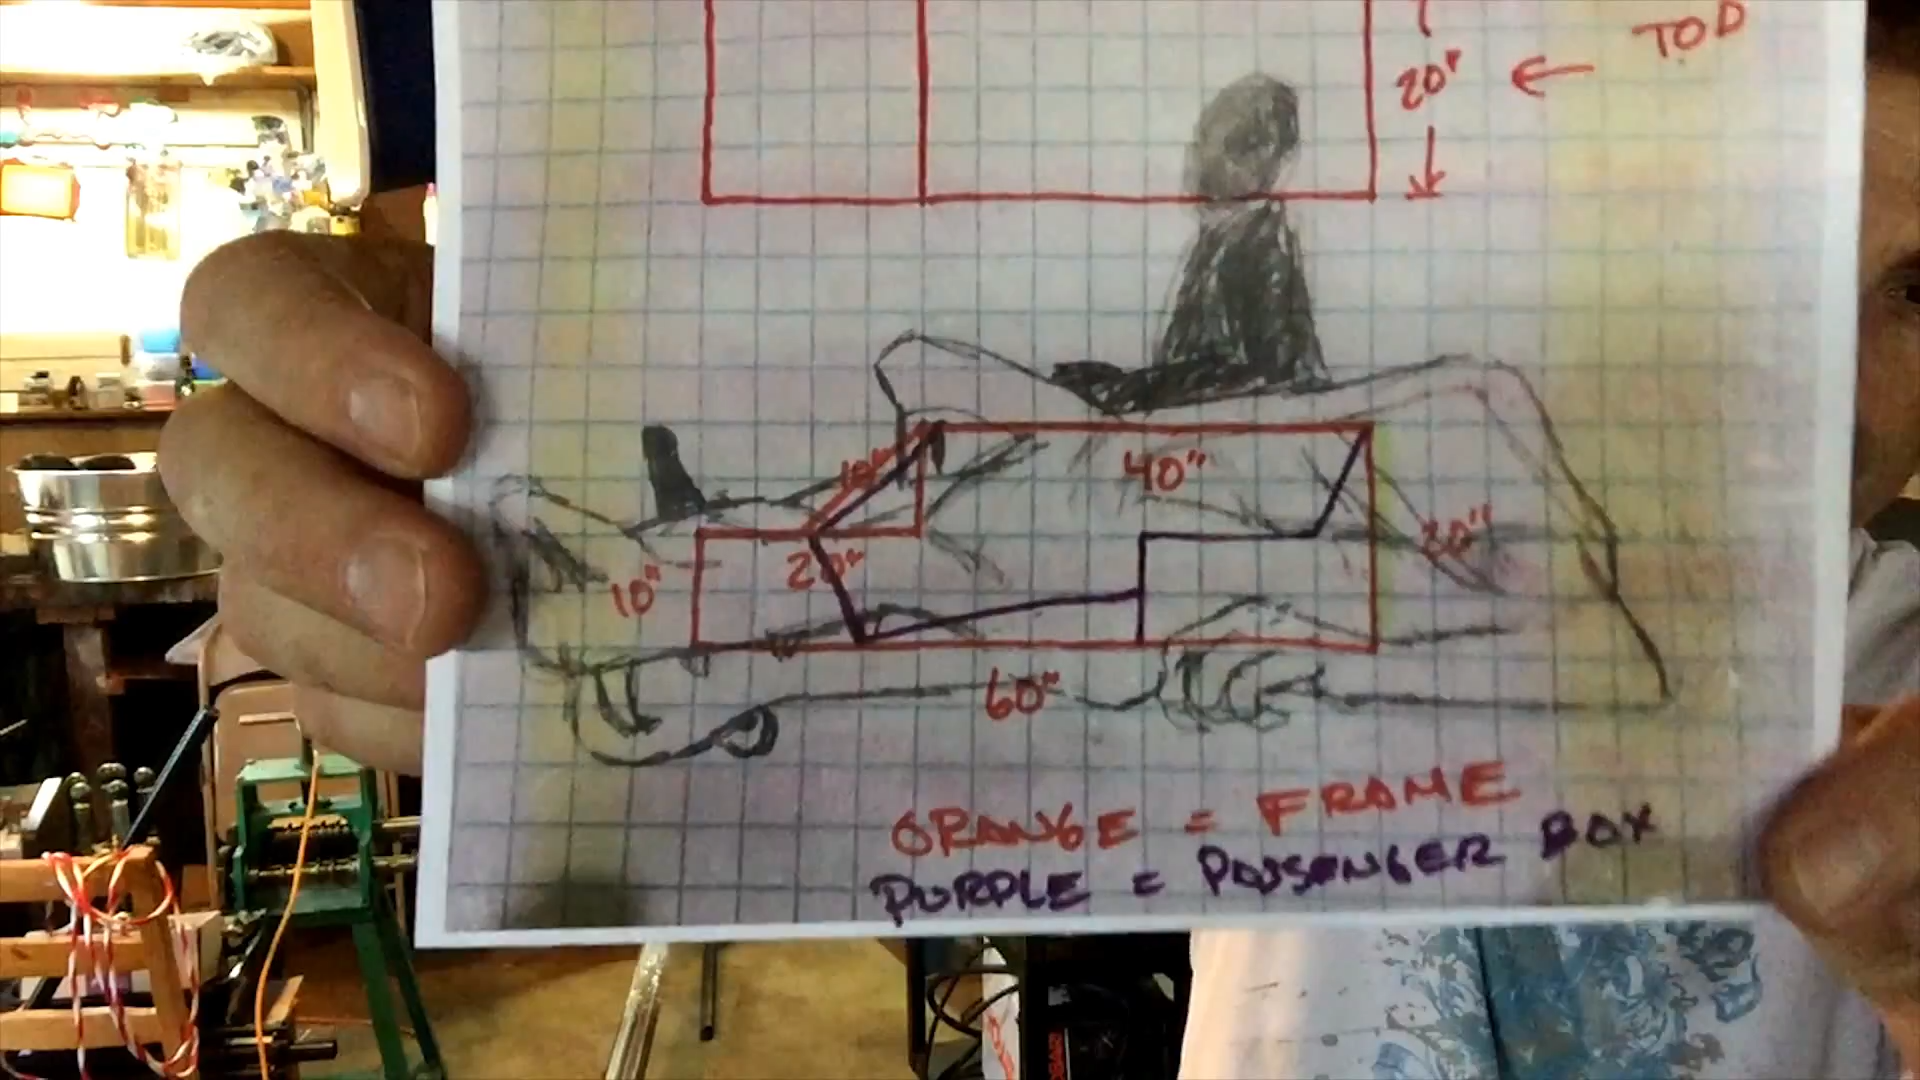 TOP
20"
10"
40"
20"
10"
20"
60"
ORANGE = FRAME
PURPLE = PASSENGER BOX